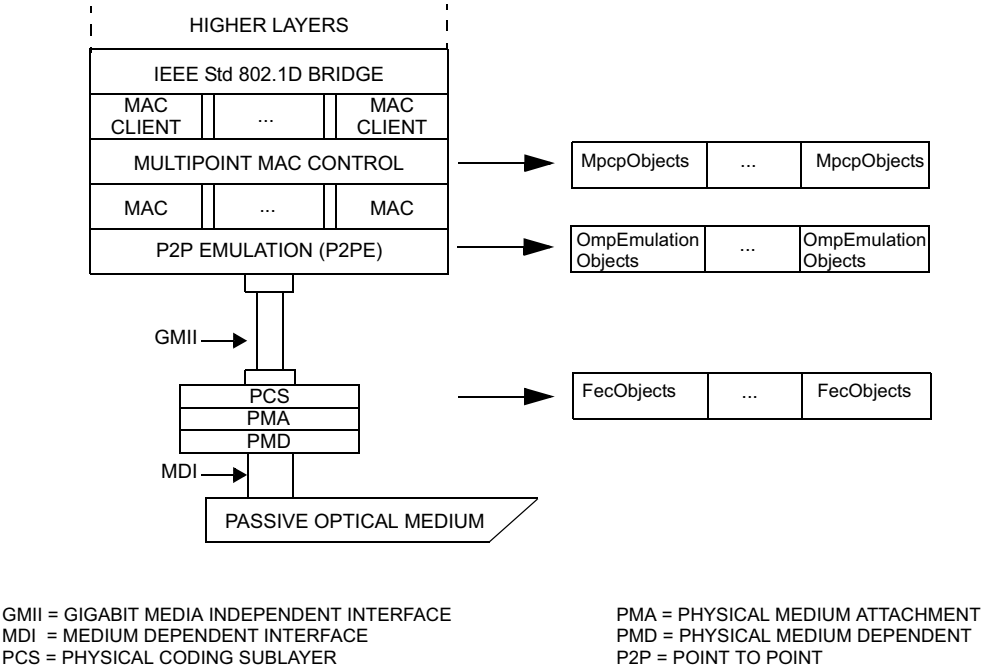 HIGHER LAYERS
IEEE Std 802.1D BRIDGE
MAC CLIENT ... MAC CLIENT
MULTIPOINT MAC CONTROL
MpcpObjects ... MpcpObjects
MAC ... MAC
P2P EMULATION (P2PE)
OmpEmulation Objects ... OmpEmulation Objects
GMII
PCS
FecObjects ... FecObjects
PMA
PMD
MDI
PASSIVE OPTICAL MEDIUM
GMII = GIGABIT MEDIA INDEPENDENT INTERFACE
MDI = MEDIUM DEPENDENT INTERFACE
PCS = PHYSICAL CODING SUBLAYER
PMA = PHYSICAL MEDIUM ATTACHMENT
PMD = PHYSICAL MEDIUM DEPENDENT
P2P = POINT TO POINT